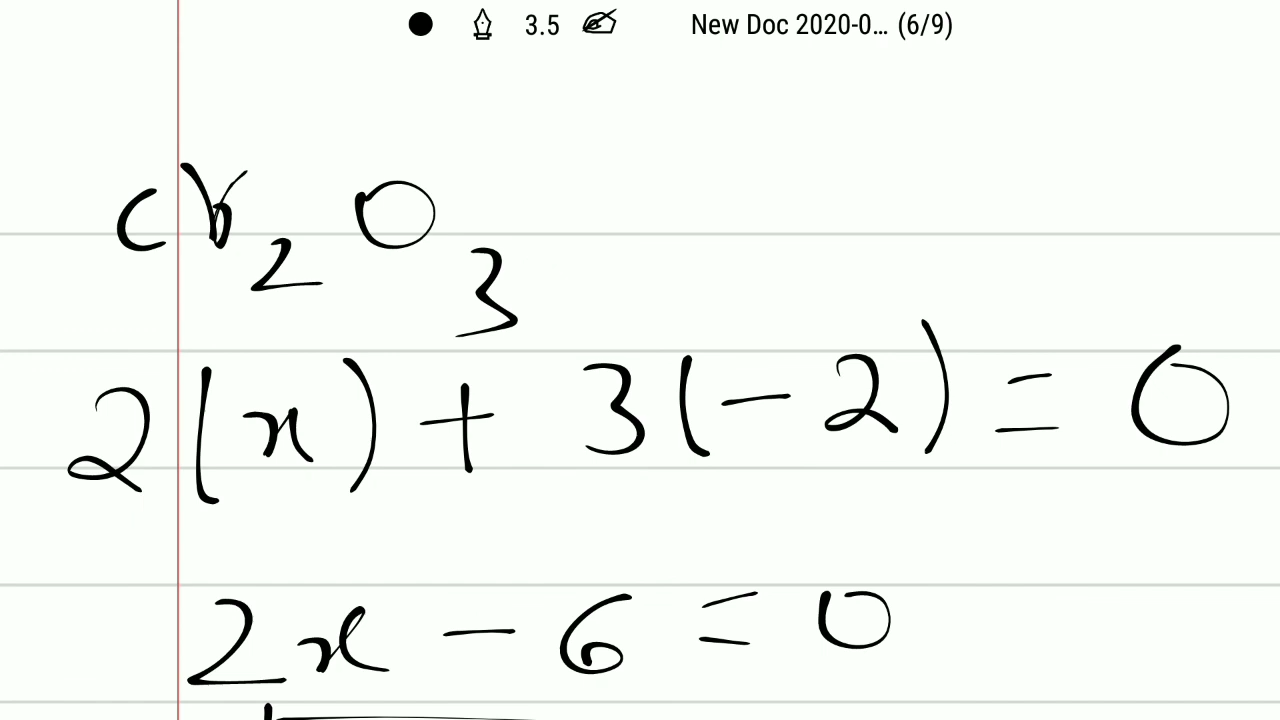 3.5 New Doc 2020-0... (6/9)
Cr₂O₃
2(x) + 3(-2) = 0
2x - 6 = 0